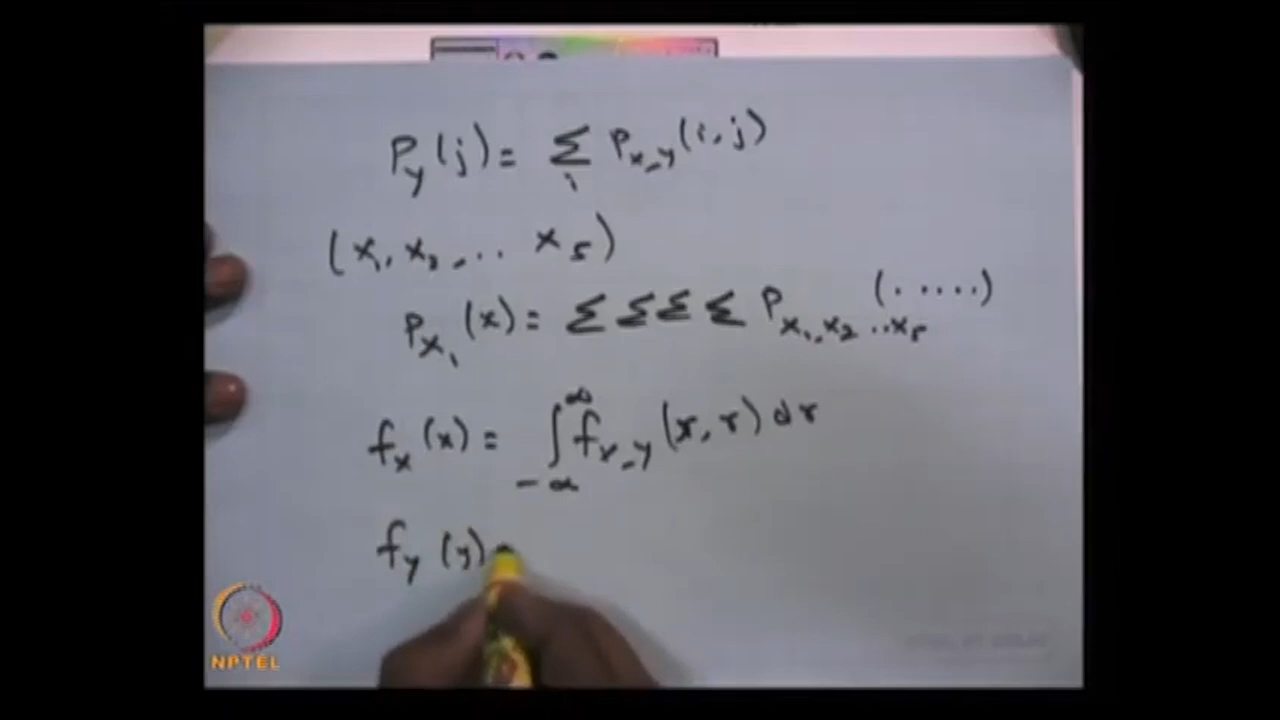 P_y(j) = Σ_i P_{x,y}(i,j)
(x_1, x_2, .. x_5)
P_{x_1}(x) = Σ Σ Σ Σ P_{x_1,x_2 ..x_5}(. ....)
f_x(x) = ∫_{-∞}^{∞} f_{x,y}(x, r) dr
f_y(y) =
NPTEL